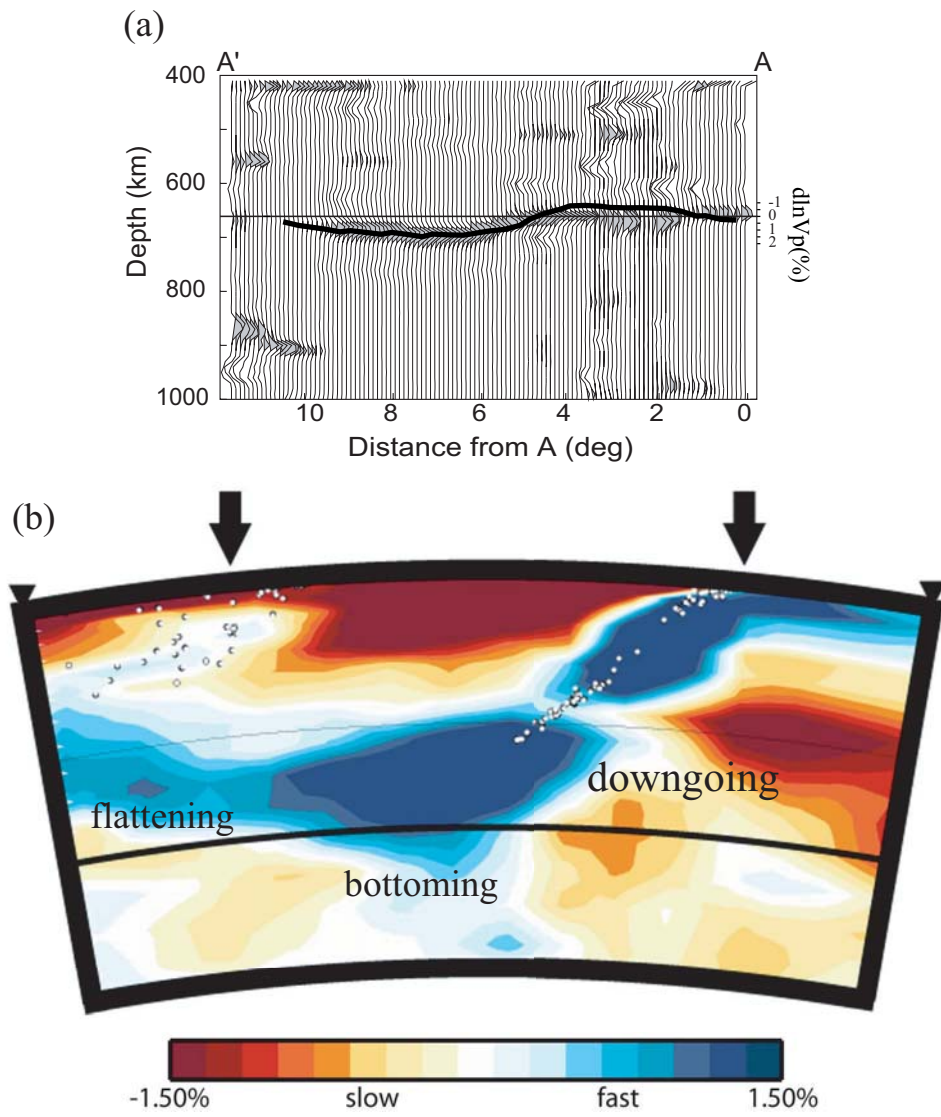 (a)
A' A
400
600
800
1000
Depth (km)
-1
0
1
2
dlnVp(%)
10 8 6 4 2 0
Distance from A (deg)
(b)
downgoing
flattening
bottoming
-1.50% slow fast 1.50%